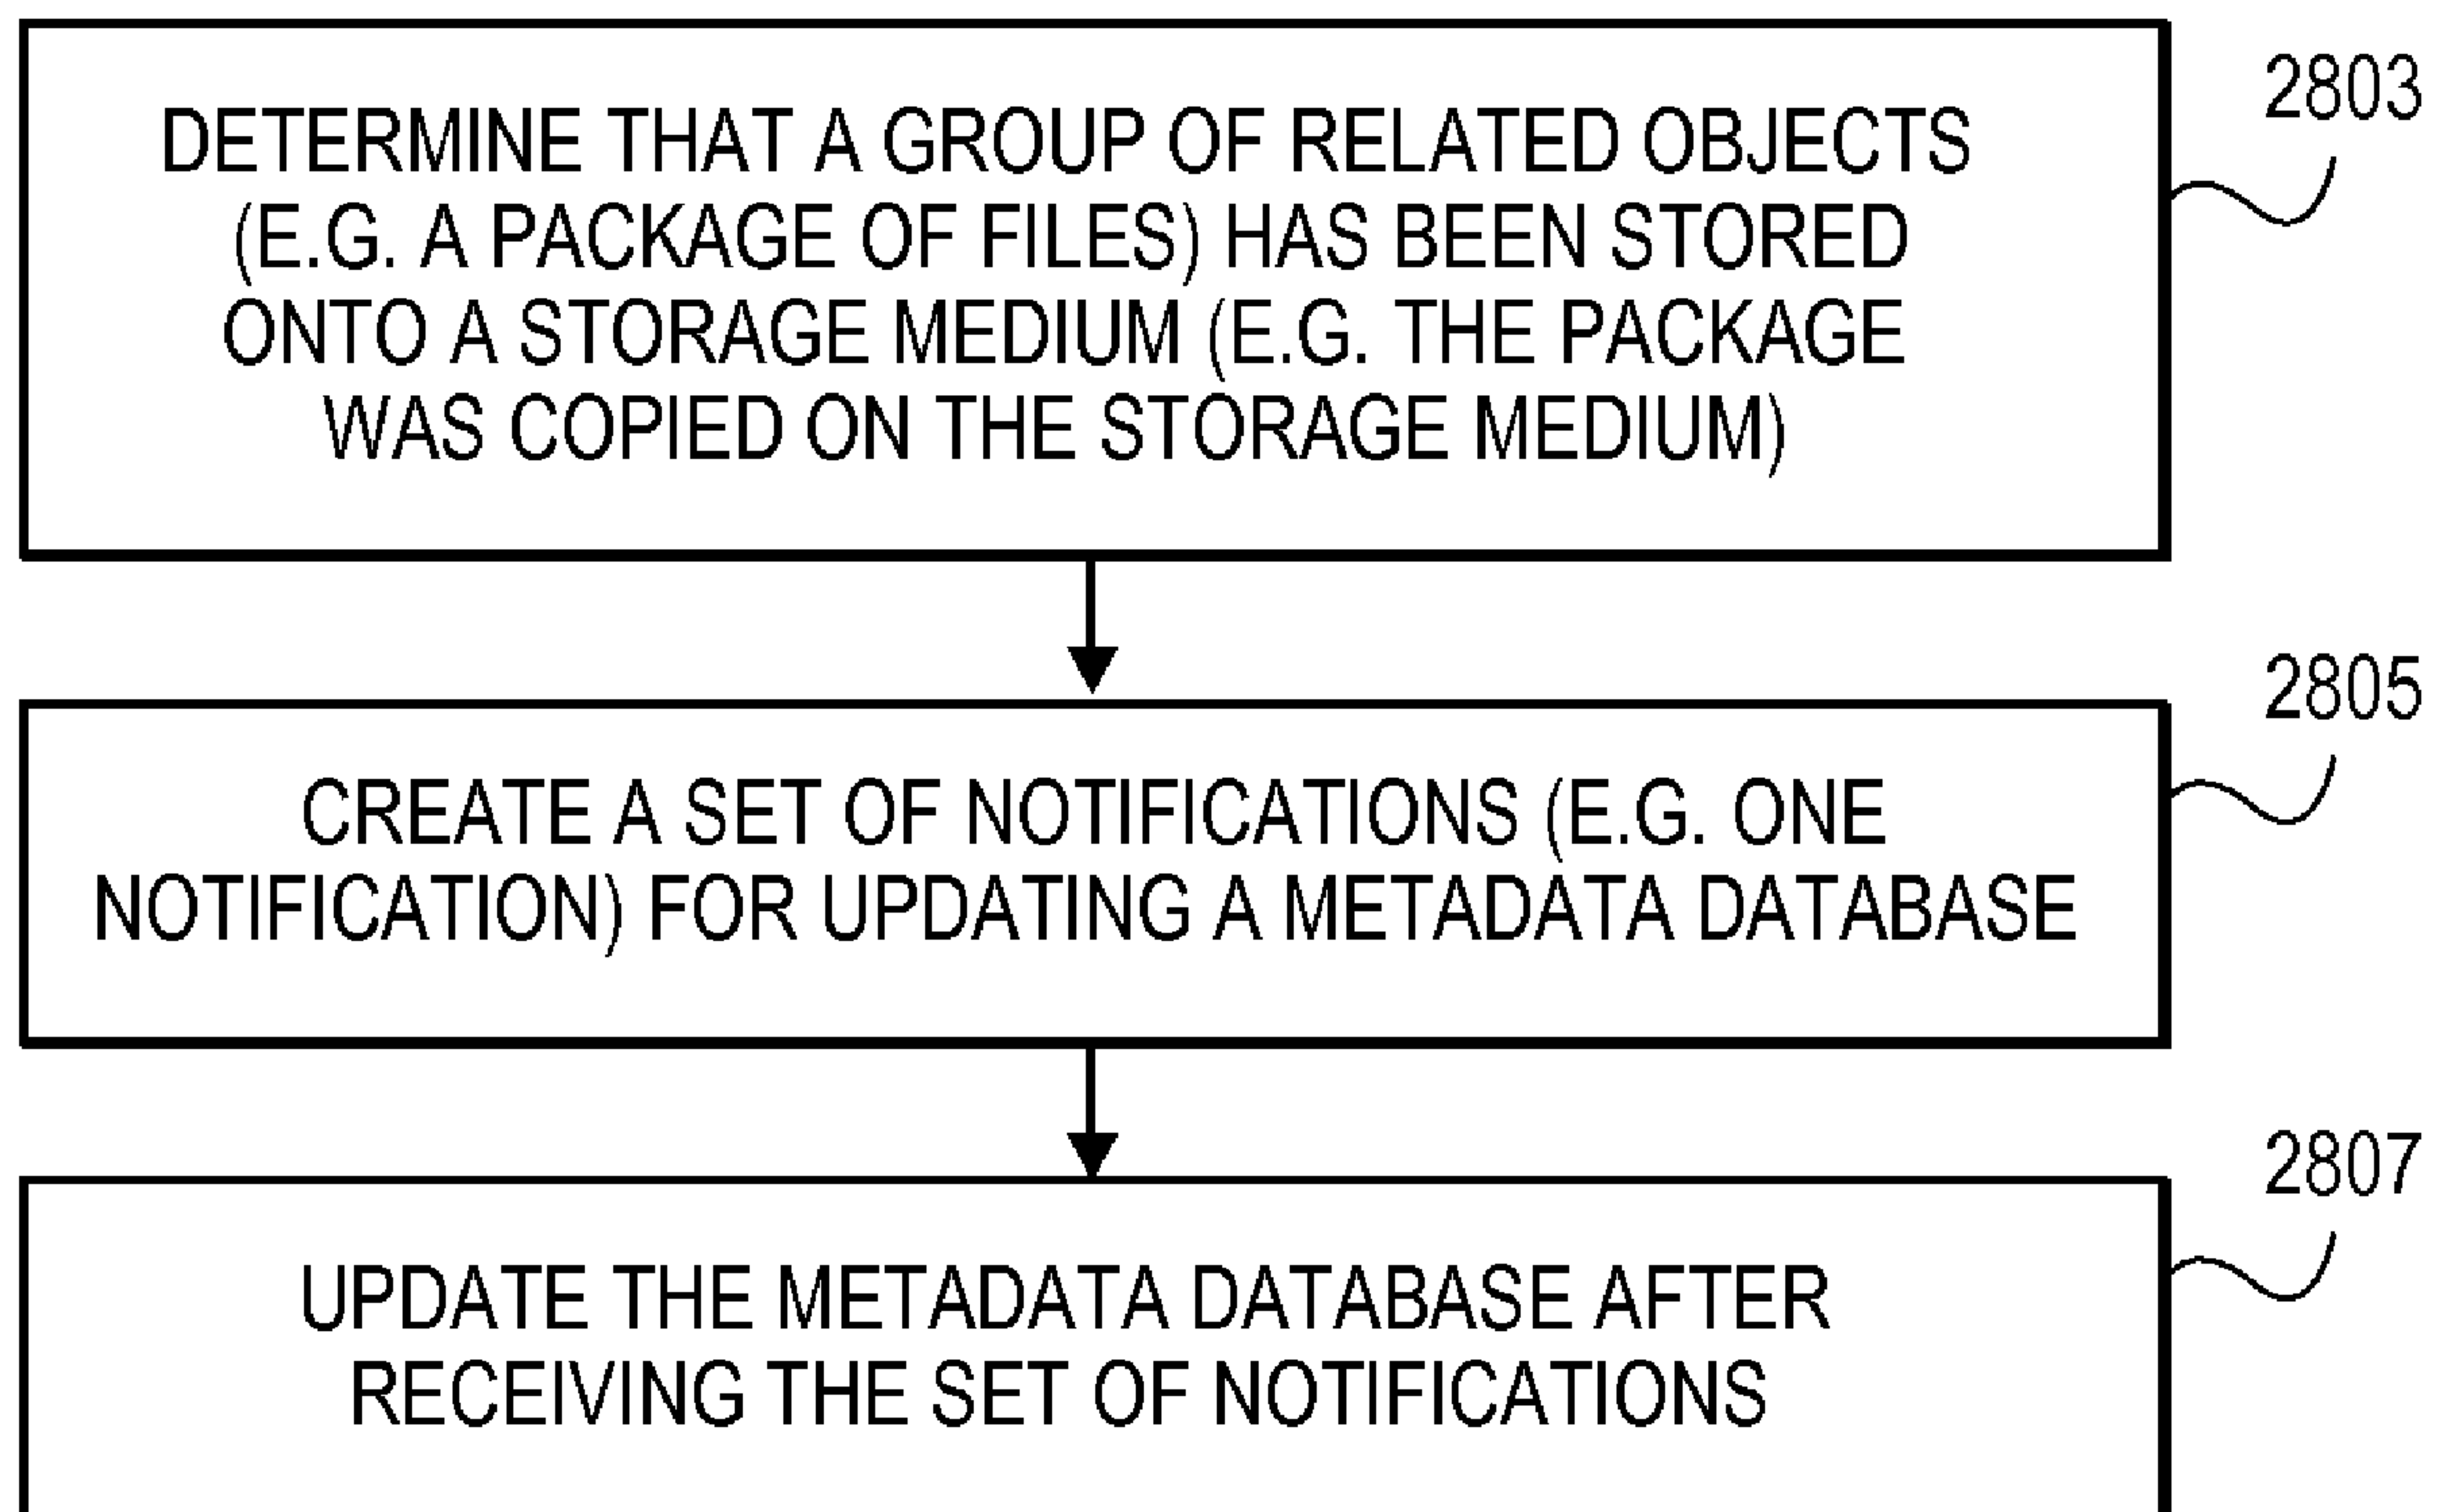 2803
DETERMINE THAT A GROUP OF RELATED OBJECTS
(E.G. A PACKAGE OF FILES) HAS BEEN STORED
ONTO A STORAGE MEDIUM (E.G. THE PACKAGE
WAS COPIED ON THE STORAGE MEDIUM)
2805
CREATE A SET OF NOTIFICATIONS (E.G. ONE
NOTIFICATION) FOR UPDATING A METADATA DATABASE
2807
UPDATE THE METADATA DATABASE AFTER
RECEIVING THE SET OF NOTIFICATIONS